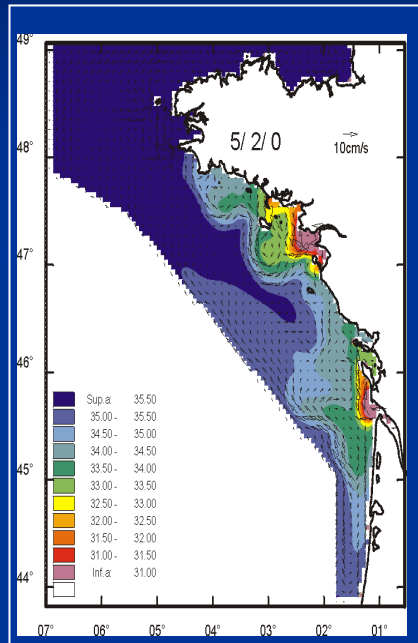 49°
5/ 2/ 0
10cm/s
48°
47°
46°
Sup.a 35.50
35.00 - 35.50
34.50 - 35.00
34.00 - 34.50
33.50 - 34.00
33.00 - 33.50
32.50 - 33.00
32.00 - 32.50
31.50 - 32.00
31.00 - 31.50
Inf.a 31.00
45°
44°
07° 06° 05° 04° 03° 02° 01°